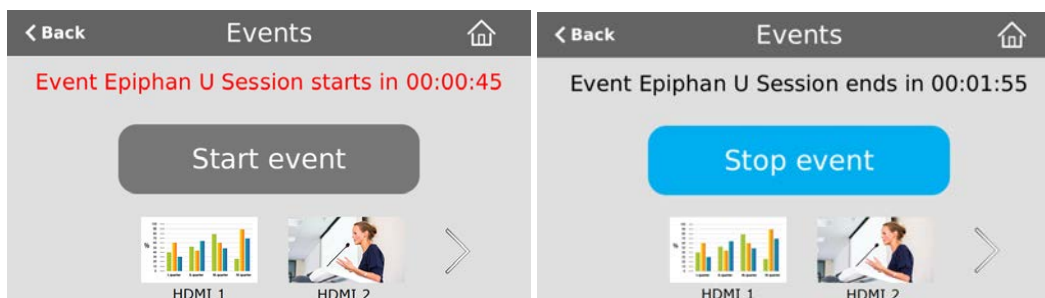 Back Events
Event Epiphan U Session starts in 00:00:45
Start event
%
HDMI 1 HDMI 2
Back Events
Event Epiphan U Session ends in 00:01:55
Stop event
%
HDMI 1 HDMI 2